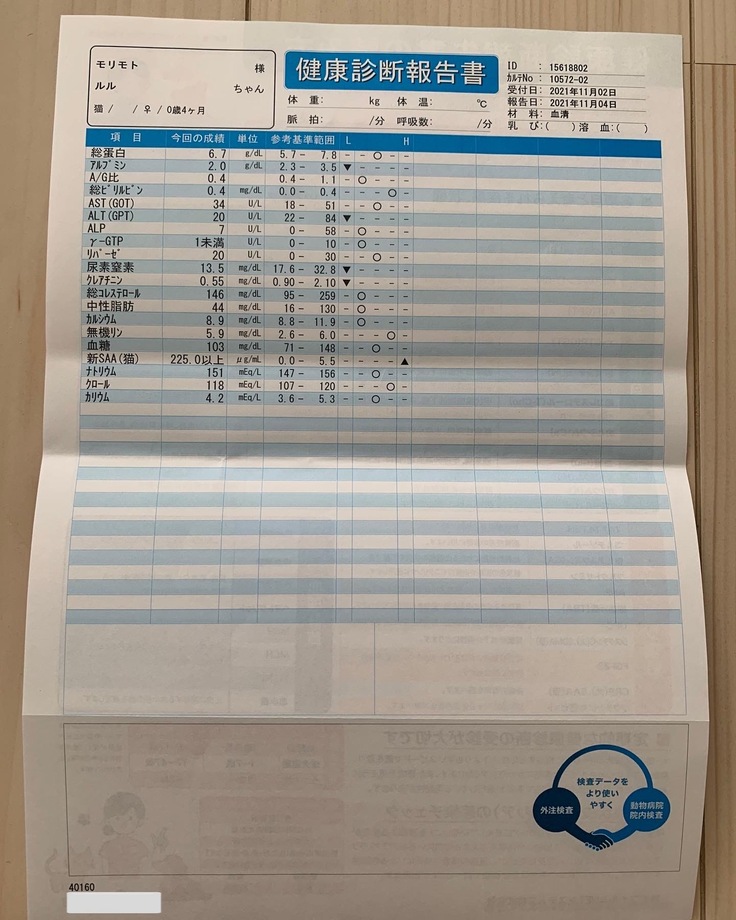 モリモト 様
ルル ちゃん
猫 / / ♀ / 0歳4ヶ月
健康診断報告書
体 重: kg 体 温: ℃
脈 拍: /分 呼吸数: /分
ID : 15618802
カルテNo : 10572-02
受付日: 2021年11月02日
報告日: 2021年11月04日
材 料: 血清
乳 び:( ) 溶 血:( )
項 目 今回の成績 単位 参考基準範囲 L H
総蛋白 6.7 g/dL 5.7 - 7.8 - - ○ - -
アルブミン 2.0 g/dL 2.3 - 3.5 ▼ - - - -
A/G比 0.4 0.4 - 1.1 - ○ - - -
総ビリルビン 0.4 mg/dL 0.0 - 0.4 - - - ○ -
AST(GOT) 34 U/L 18 - 51 - - ○ - -
ALT(GPT) 20 U/L 22 - 84 ▼ - - - -
ALP 7 U/L 0 - 58 - ○ - - -
γ-GTP 1未満 U/L 0 - 10 - ○ - - -
リパーゼ 20 U/L 0 - 30 - - ○ - -
尿素窒素 13.5 mg/dL 17.6 - 32.8 ▼ - - - -
クレアチニン 0.55 mg/dL 0.90 - 2.10 ▼ - - - -
総コレステロール 146 mg/dL 95 - 259 - ○ - - -
中性脂肪 44 mg/dL 16 - 130 - ○ - - -
カルシウム 8.9 mg/dL 8.8 - 11.9 - ○ - - -
無機リン 5.9 mg/dL 2.6 - 6.0 - - - ○ -
血糖 103 mg/dL 71 - 148 - - ○ - -
新SAA(猫) 225.0以上 μg/mL 0.0 - 5.5 - - - - ▲
ナトリウム 151 mEq/L 147 - 156 - - ○ - -
クロール 118 mEq/L 107 - 120 - - - ○ -
カリウム 4.2 mEq/L 3.6 - 5.3 - - ○ - -
検査データを
より使い
やすく
外注検査
動物病院
院内検査
40160